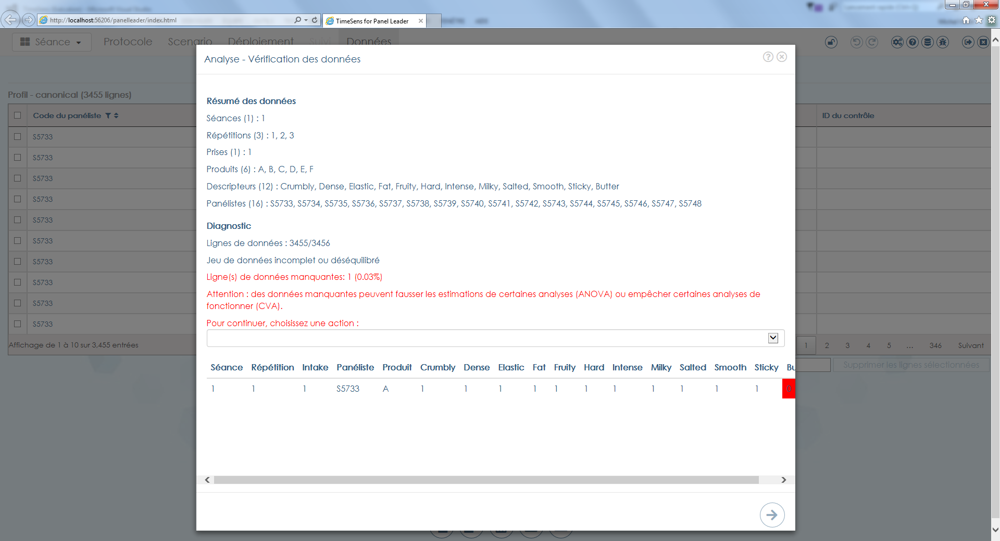 http://localhost:56206/panelleader/index.html
TimeSens for Panel Leader
Séance Protocole Scenario Déploiement Suivi Données
Analyse - Vérification des données
Profil - canonical (3455 lignes)
Code du panéliste
ID du contrôle
S5733
S5733
S5733
S5733
S5733
S5733
S5733
S5733
S5733
S5733
Affichage de 1 à 10 sur 3,455 entrées
1 2 3 4 5 ... 346 Suivant
Supprimer les lignes sélectionnées
Résumé des données
Séances (1) : 1
Répétitions (3) : 1, 2, 3
Prises (1) : 1
Produits (6) : A, B, C, D, E, F
Descripteurs (12) : Crumbly, Dense, Elastic, Fat, Fruity, Hard, Intense, Milky, Salted, Smooth, Sticky, Butter
Panélistes (16) : S5733, S5734, S5735, S5736, S5737, S5738, S5739, S5740, S5741, S5742, S5743, S5744, S5745, S5746, S5747, S5748
Diagnostic
Lignes de données : 3455/3456
Jeu de données incomplet ou déséquilibré
Ligne(s) de données manquantes: 1 (0.03%)
Attention : des données manquantes peuvent fausser les estimations de certaines analyses (ANOVA) ou empêcher certaines analyses de
fonctionner (CVA).
Pour continuer, choisissez une action :
Séance Répétition Intake Panéliste Produit Crumbly Dense Elastic Fat Fruity Hard Intense Milky Salted Smooth Sticky Bu
1 1 1 S5733 A 1 1 1 1 1 1 1 1 1 1 1 0